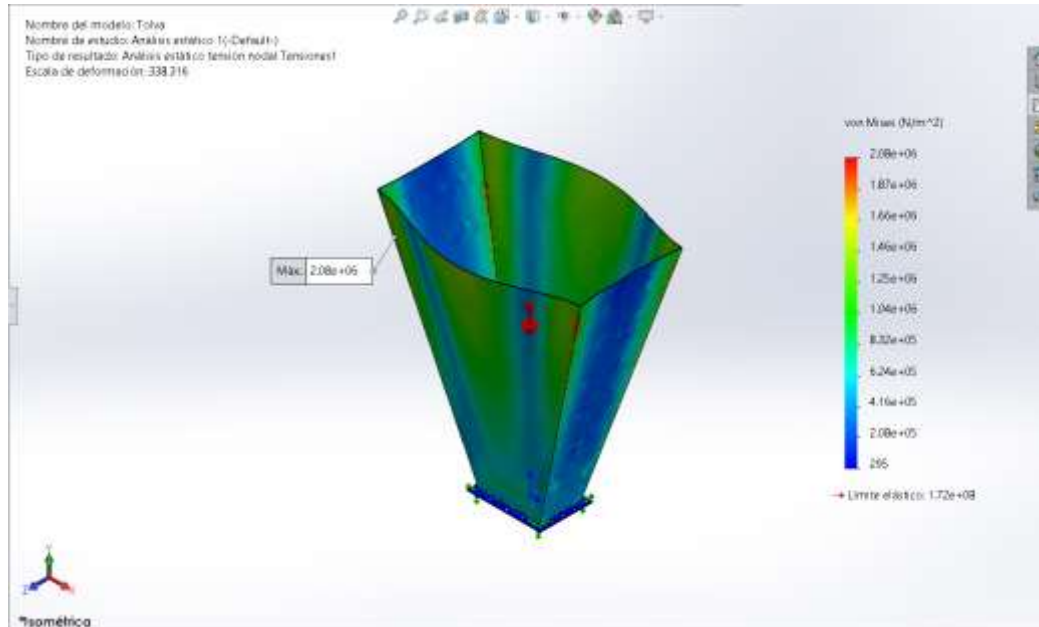 Nombre del modelo: Tolva
Nombre de estudio: Análisis estático 1(-Default-)
Tipo de resultado: Análisis estático tensión nodal Tensiones1
Escala de deformación: 338.316
von Mises (N/m^2)
2.08e+06
1.87e+06
1.66e+06
1.46e+06
1.25e+06
1.04e+06
8.32e+05
6.24e+05
4.16e+05
2.08e+05
295
Límite elástico: 1.72e+08
Máx: 2.08e+06
Y
Z
X
*Isométrica